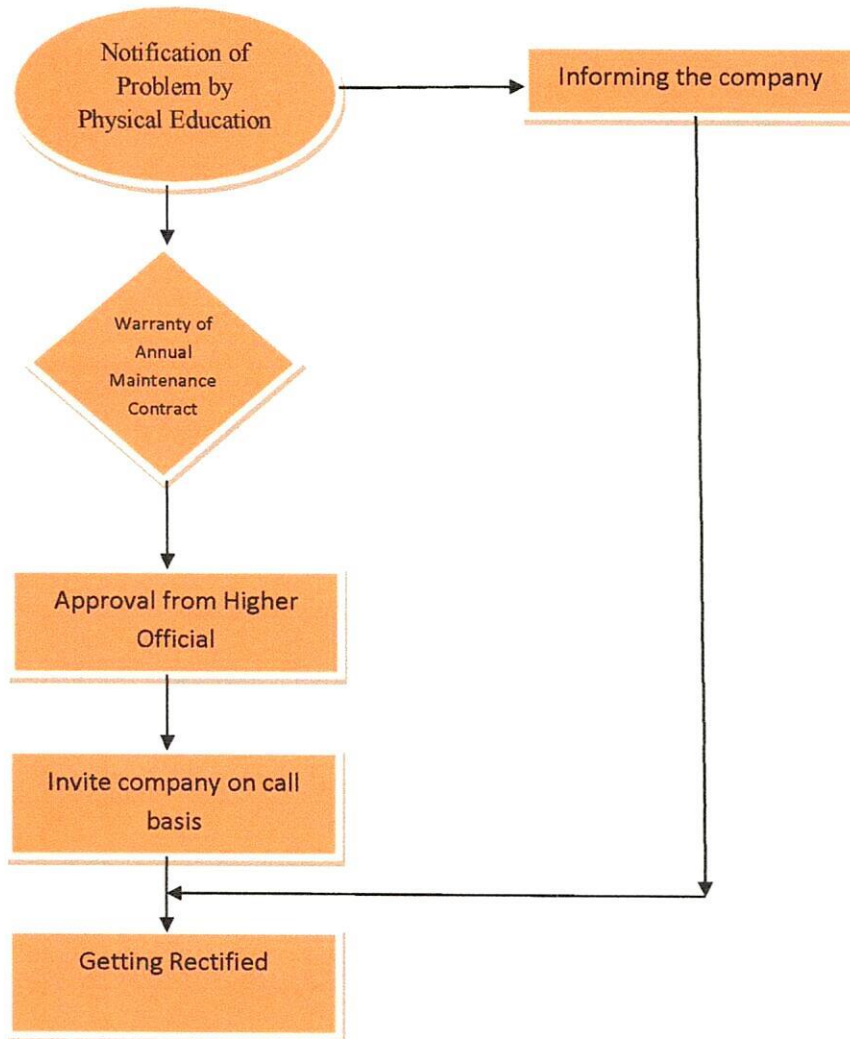 Notification of
Problem by
Physical Education
Informing the company
Warranty of
Annual
Maintenance
Contract
Approval from Higher
Official
Invite company on call
basis
Getting Rectified